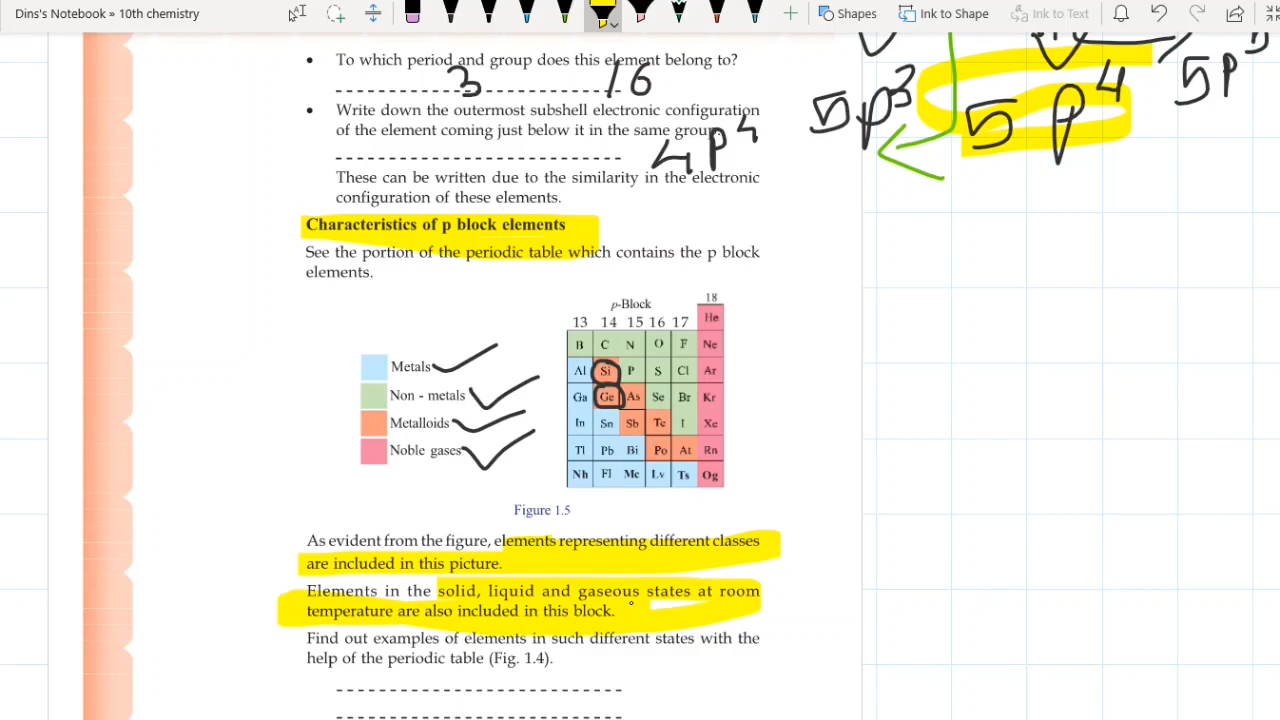 Dins's Notebook » 10th chemistry
Shapes
Ink to Shape
Ink to Text
• To which period and group does this element belong to?
3 16
• Write down the outermost subshell electronic configuration
of the element coming just below it in the same group.
4p⁴
5p³
5p⁴
5p⁵
These can be written due to the similarity in the electronic
configuration of these elements.
Characteristics of p block elements
See the portion of the periodic table which contains the p block
elements.
p-Block
18
13 14 15 16 17
He
B C N O F Ne
Al Si P S Cl Ar
Ga Ge As Se Br Kr
In Sn Sb Te I Xe
Tl Pb Bi Po At Rn
Nh Fl Mc Lv Ts Og
Metals
Non - metals
Metalloids
Noble gases
Figure 1.5
As evident from the figure, elements representing different classes
are included in this picture.
Elements in the solid, liquid and gaseous states at room
temperature are also included in this block.
Find out examples of elements in such different states with the
help of the periodic table (Fig. 1.4).